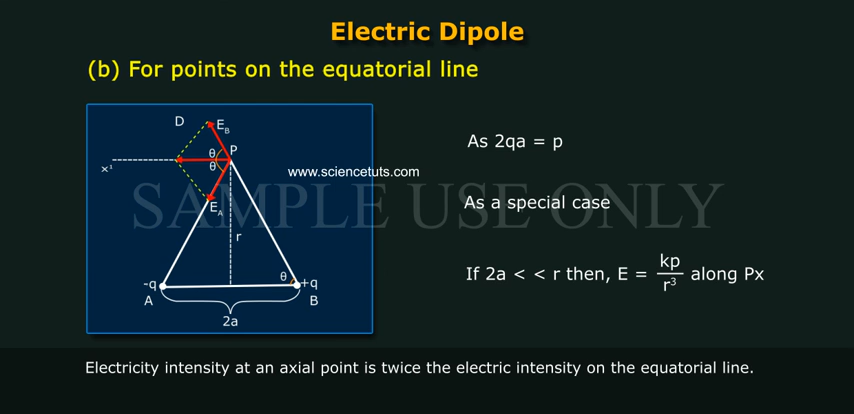 Electric Dipole
(b) For points on the equatorial line
D
E_B
θ
P
x¹
θ
www.sciencetuts.com
E_A
r
-q
θ
+q
A
B
2a
As 2qa = p
As a special case
If 2a < < r then, E = kp/r³ along Px
SAMPLE USE ONLY
Electricity intensity at an axial point is twice the electric intensity on the equatorial line.